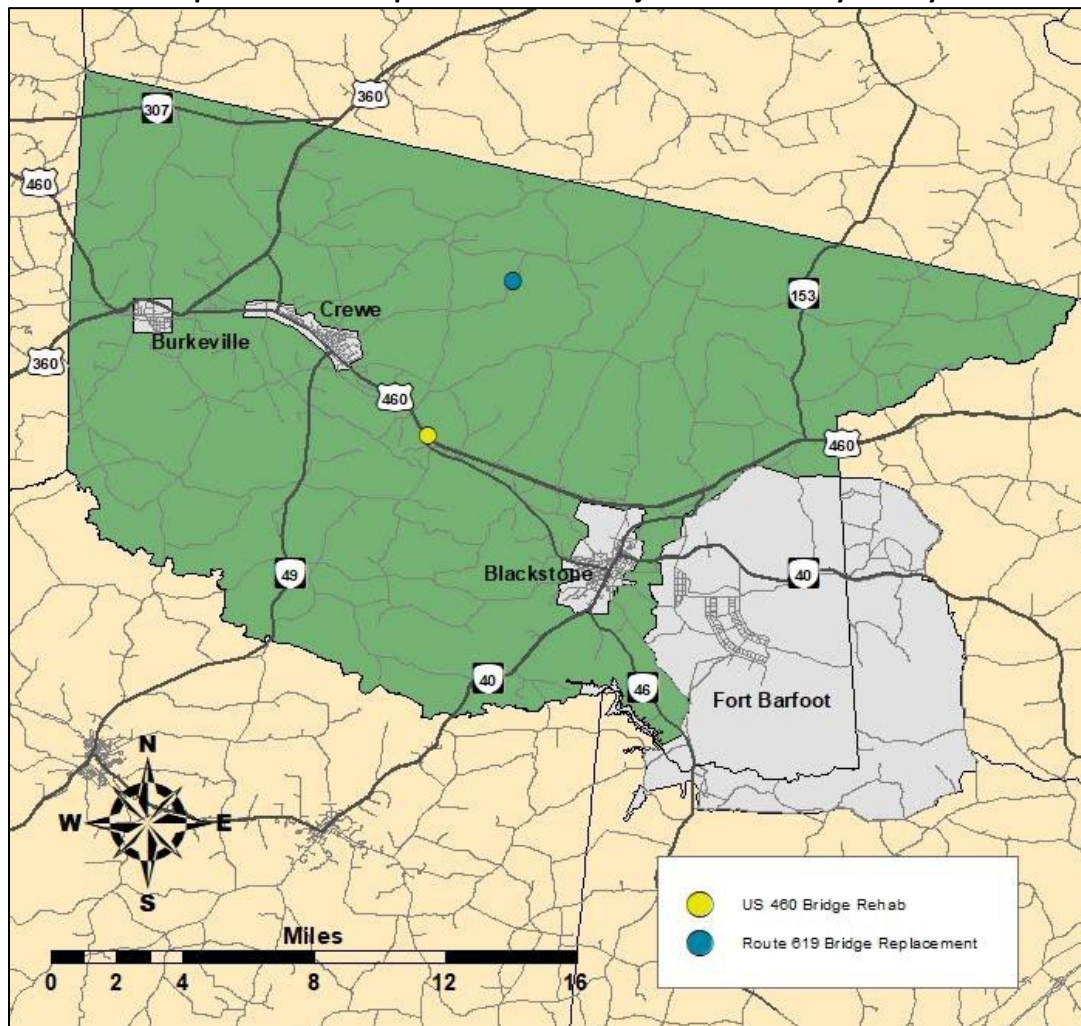 360
307
460
153
Crewe
Burkeville
360
460
460
Blackstone
49
40
40
46
Fort Barfoot
N
W E
S
US 460 Bridge Rehab
Route 619 Bridge Replacement
Miles
0 2 4 8 12 16